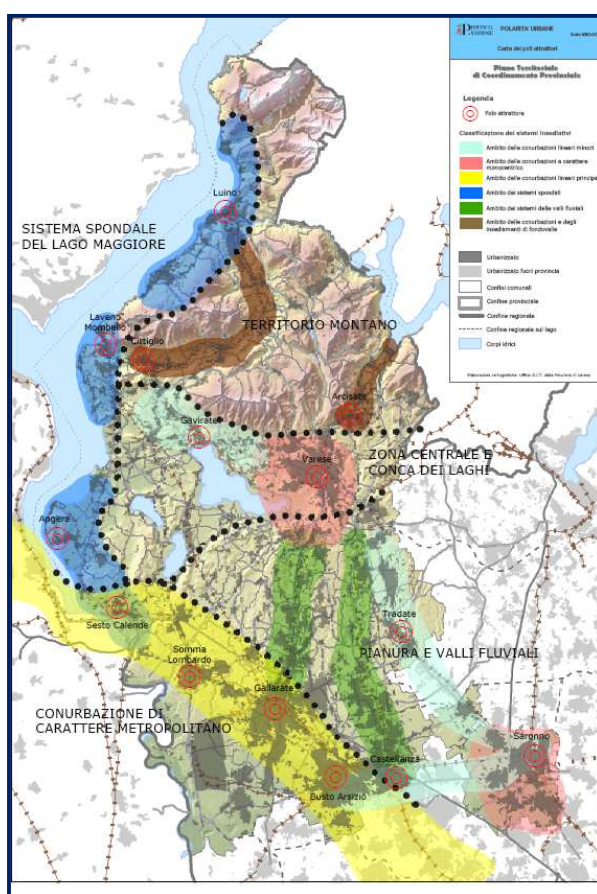 PROVINCIA
DI VARESE
POLARITÀ URBANE
Carta dei poli attrattori
Piano Territoriale
di Coordinamento Provinciale
Legenda
Polo attrattore
Classificazione dei sistemi insediativi
Ambito delle conurbazioni lineari minori
Ambito delle conurbazioni a carattere
monocentrico
Ambito delle conurbazioni lineari principali
Ambito dei sistemi spondali
Ambito dei sistemi delle valli fluviali
Ambito delle conurbazioni e degli
insediamenti di fondovalle
Urbanizzato
Urbanizzato fuori provincia
Confini comunali
Confine provinciale
Confine regionale
Confine regionale sul lago
Corpi idrici
Luino
SISTEMA SPONDALE
DEL LAGO MAGGIORE
Laveno
Mombello
TERRITORIO MONTANO
Cittiglio
Arcisate
Gavirate
ZONA CENTRALE E
CONCA DEI LAGHI
Varese
Angera
Tradate
Sesto Calende
PIANURA E VALLI FLUVIALI
Somma
Lombardo
Gallarate
CONURBAZIONE DI
CARATTERE METROPOLITANO
Saronno
Castellanza
Busto Arsizio